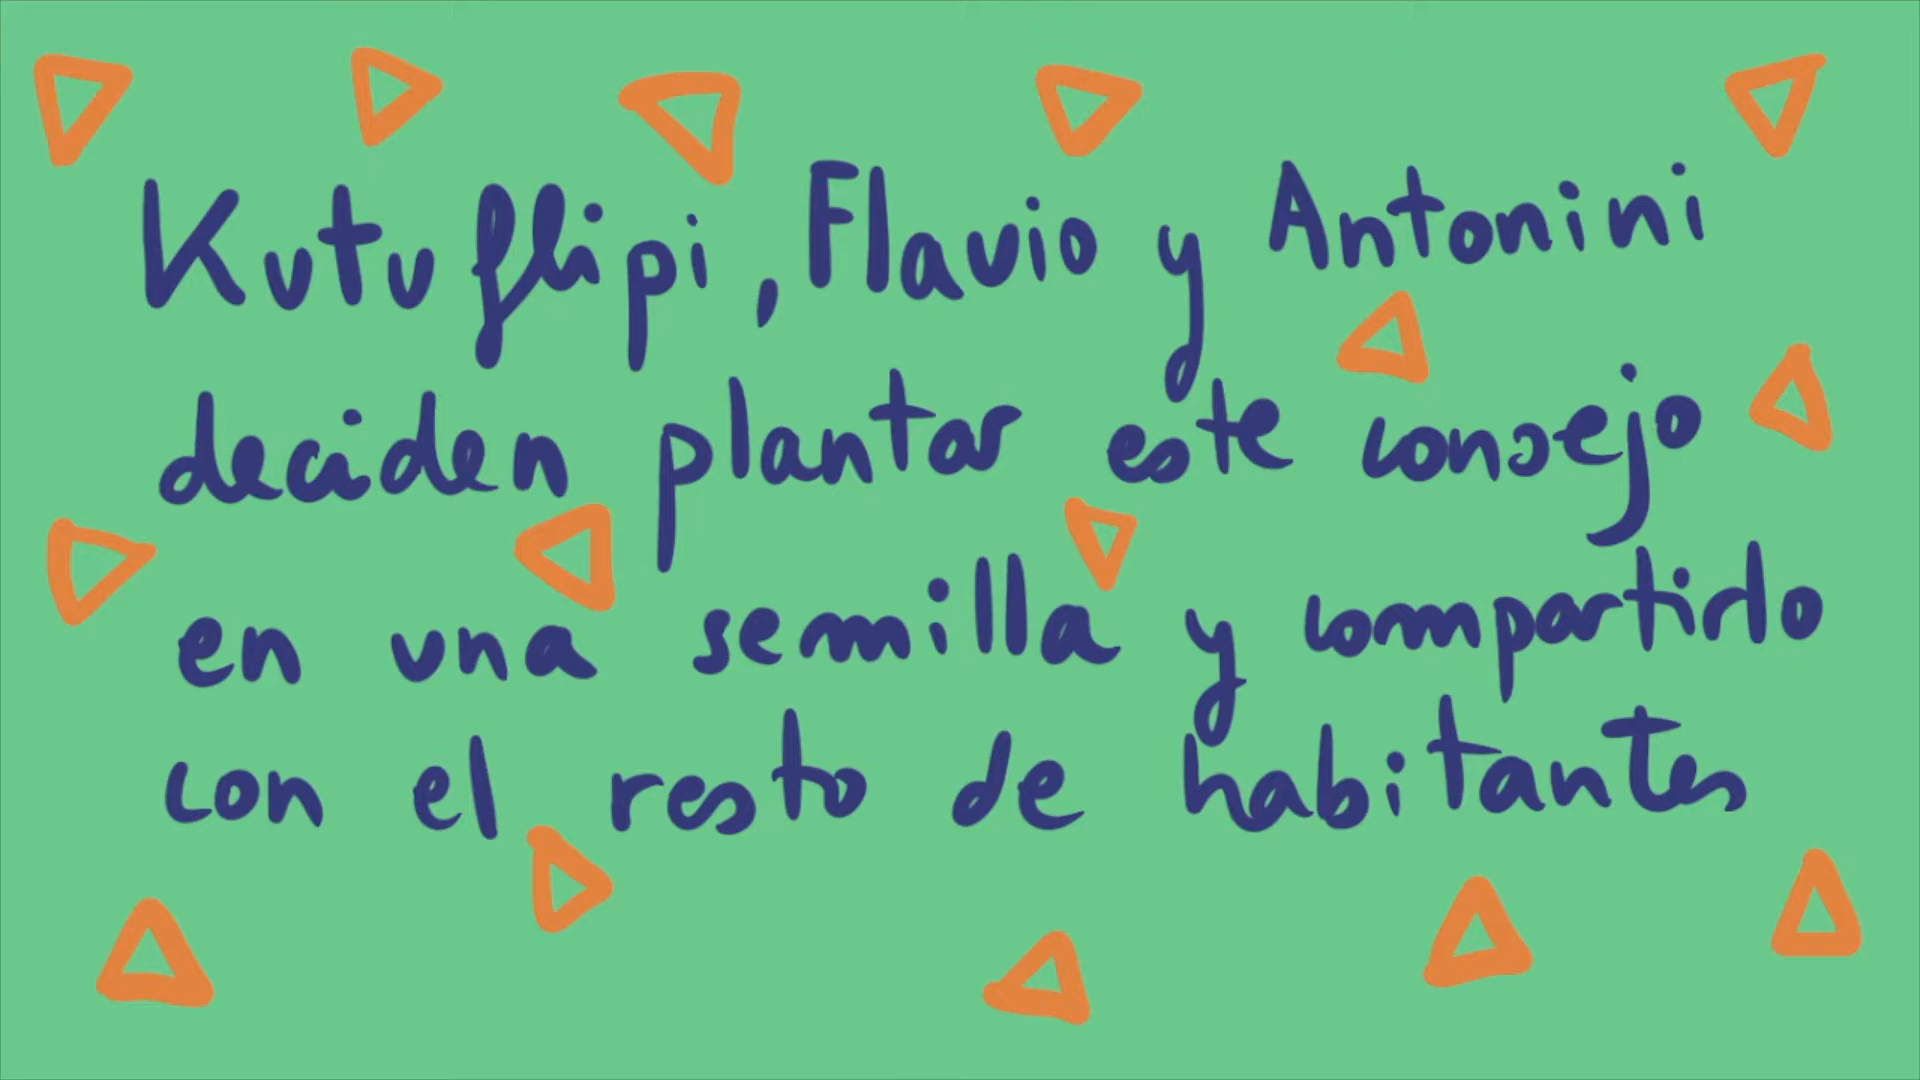 Kutuflipi, Flavio y Antonini
deciden plantar este consejo
en una semilla y compartirlo
con el resto de habitantes